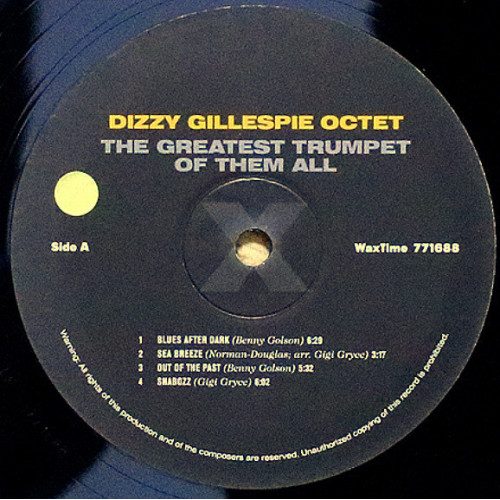 DIZZY GILLESPIE OCTET
THE GREATEST TRUMPET
OF THEM ALL
X
Side A
WaxTime 771688
1 BLUES AFTER DARK (Benny Golson) 6:29
2 SEA BREEZE (Norman-Douglas; arr. Gigi Gryce) 3:17
3 OUT OF THE PAST (Benny Golson) 5:32
4 SHABOZZ (Gigi Gryce) 6:02
Warning: All rights of this production and of the composers are reserved. Unauthorized copying of this record is prohibited.